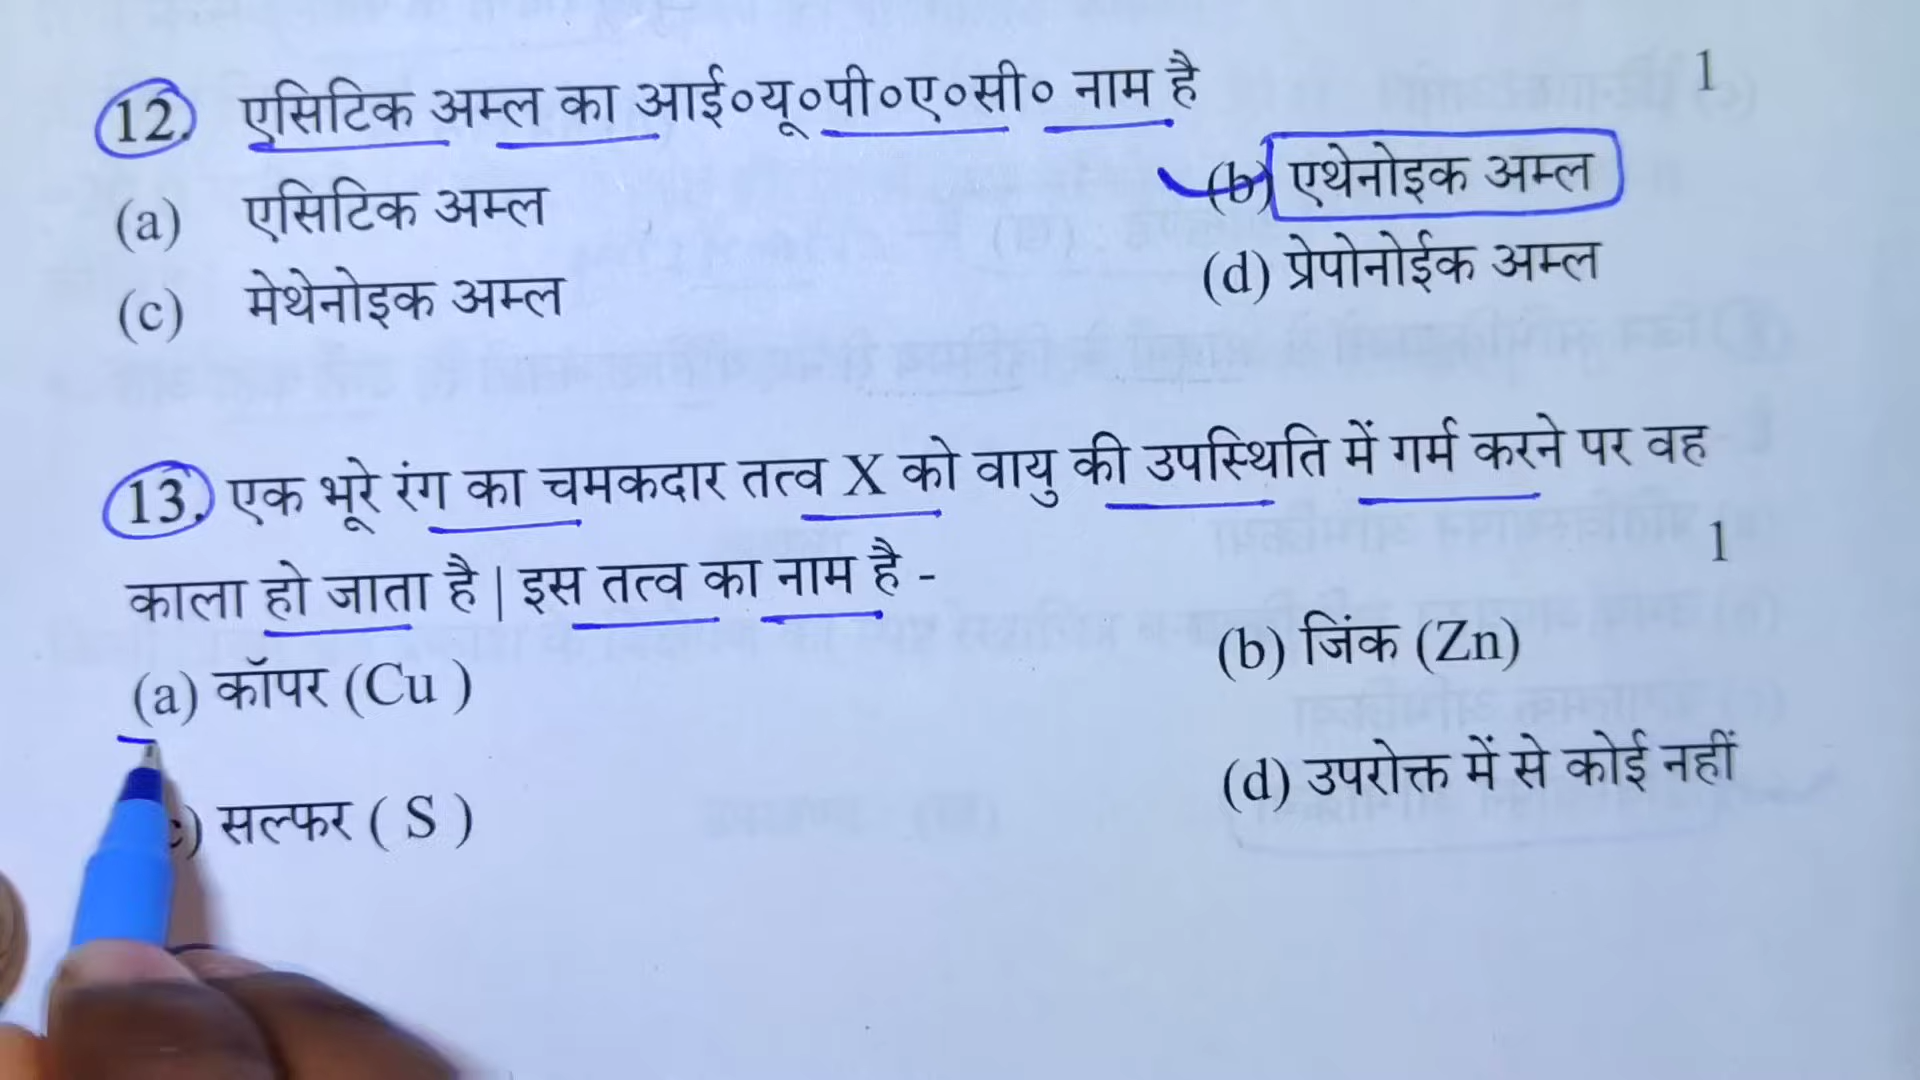 12. एसिटिक अम्ल का आई०यू०पी०ए०सी० नाम है 1
(a) एसिटिक अम्ल (b) एथेनोइक अम्ल
(c) मेथेनोइक अम्ल (d) प्रेपोनोईक अम्ल
13. एक भूरे रंग का चमकदार तत्व X को वायु की उपस्थिति में गर्म करने पर वह
काला हो जाता है | इस तत्व का नाम है - 1
(a) कॉपर (Cu ) (b) जिंक (Zn)
) सल्फर ( S ) (d) उपरोक्त में से कोई नहीं